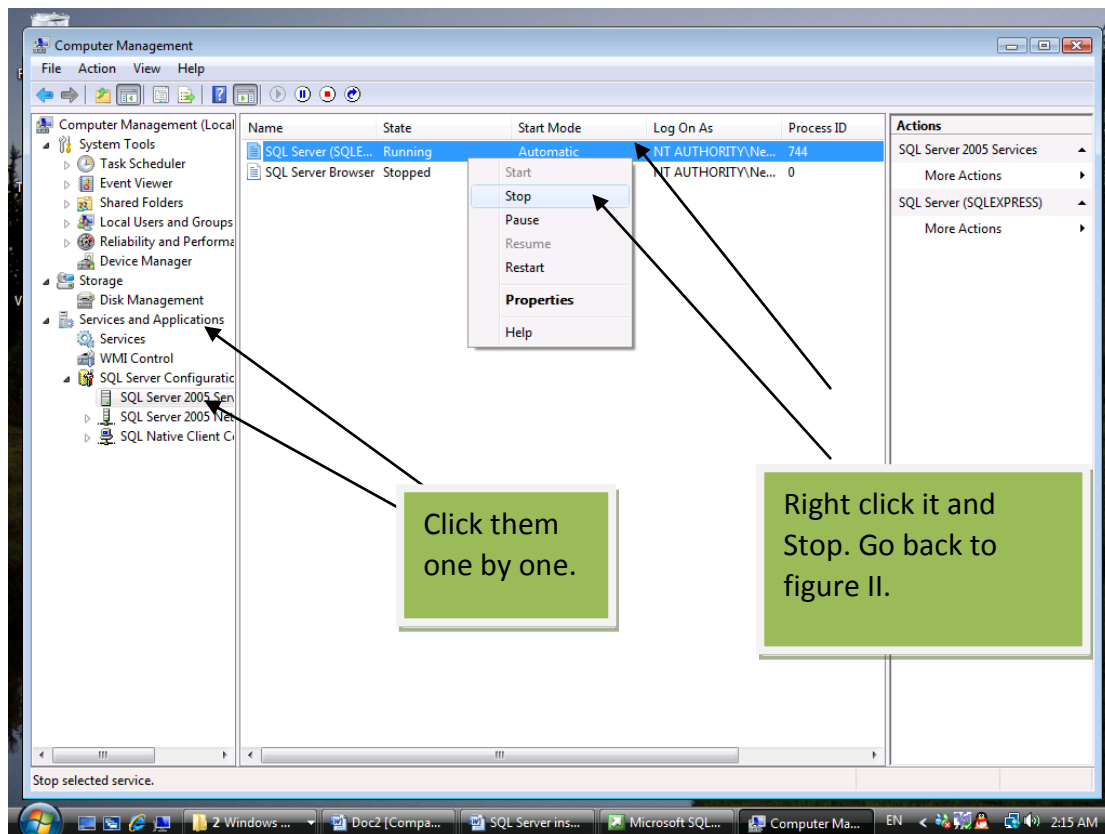 Computer Management
File Action View Help
Computer Management (Local
System Tools
Task Scheduler
Event Viewer
Shared Folders
Local Users and Groups
Reliability and Performa
Device Manager
Storage
Disk Management
Services and Applications
Services
WMI Control
SQL Server Configuratic
SQL Server 2005 Serv
SQL Server 2005 Net
SQL Native Client C
Name State Start Mode Log On As Process ID
SQL Server (SQLE... Running Automatic NT AUTHORITY\Ne... 744
SQL Server Browser Stopped NT AUTHORITY\Ne... 0
Start
Stop
Pause
Resume
Restart
Properties
Help
Actions
SQL Server 2005 Services
More Actions
SQL Server (SQLEXPRESS)
More Actions
Click them
one by one.
Right click it and
Stop. Go back to
figure II.
Stop selected service.
2 Windows ... Doc2 [Compa... SQL Server ins... Microsoft SQL... Computer Ma... EN 2:15 AM